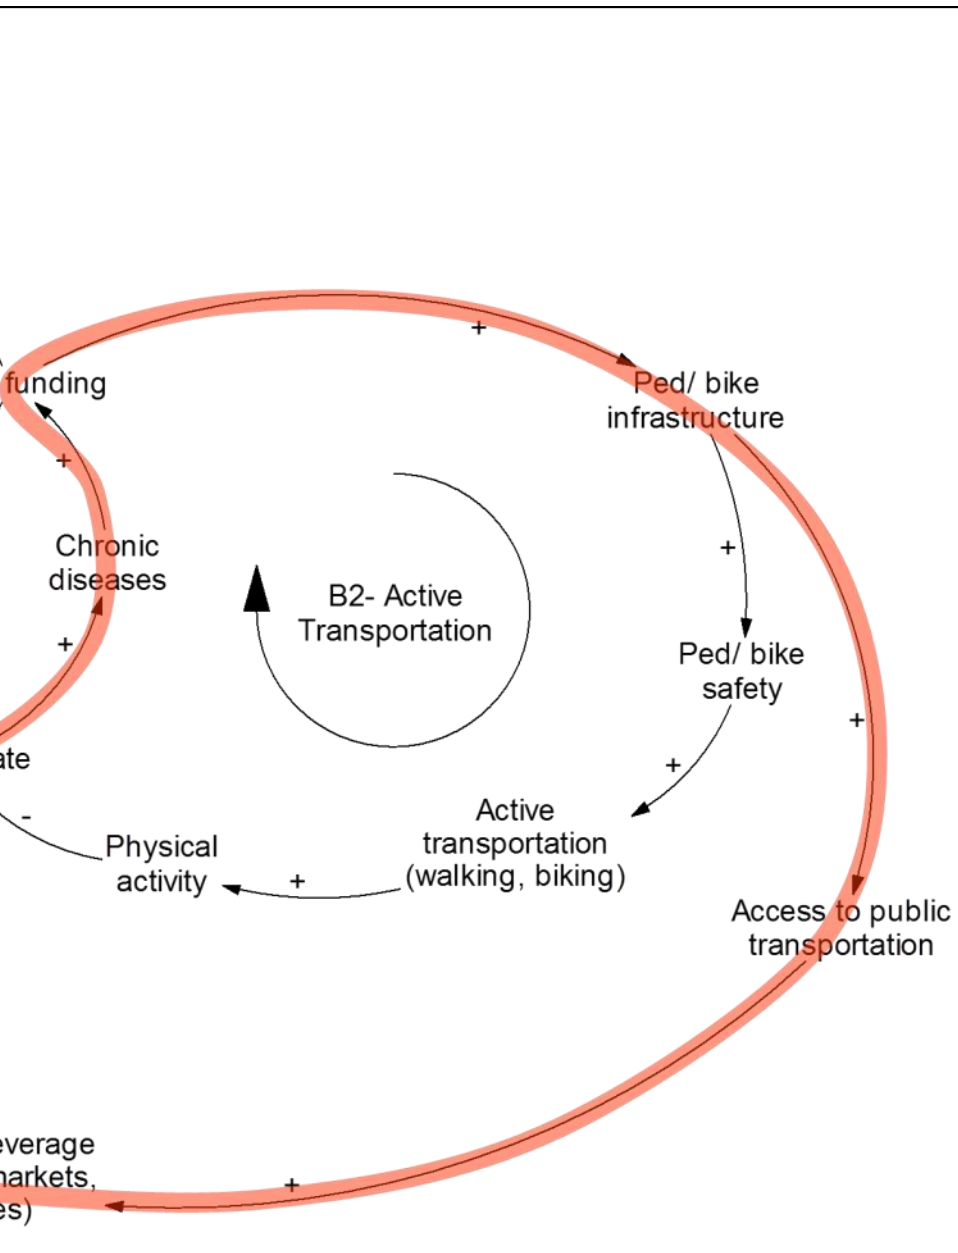 +
funding
Ped/ bike
infrastructure
+
Chronic
diseases
+
B2- Active
Transportation
+
Ped/ bike
safety
+
+
ate
-
Active
transportation
(walking, biking)
Physical
activity
+
Access to public
transportation
everage
narkets,
es)
+